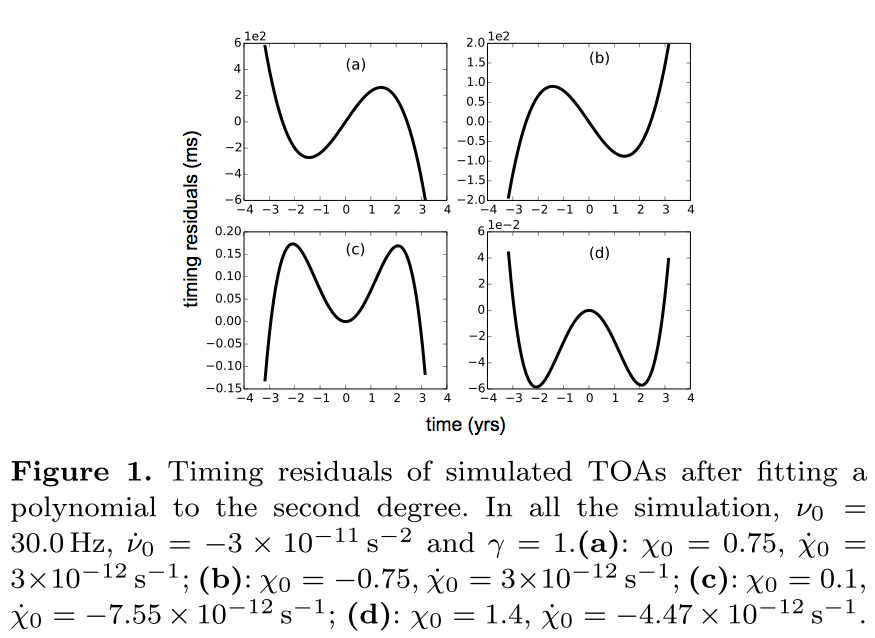 6 1e2
(a)
4
2
0
−2
−4
−6
−4 −3 −2 −1 0 1 2 3 4
2.0 1e2
(b)
1.5
1.0
0.5
0.0
−0.5
−1.0
−1.5
−2.0
−4 −3 −2 −1 0 1 2 3 4
timing residuals (ms)
0.20
(c)
0.15
0.10
0.05
0.00
−0.05
−0.10
−0.15
−4 −3 −2 −1 0 1 2 3 4
6 1e−2
(d)
4
2
0
−2
−4
−6
−4 −3 −2 −1 0 1 2 3 4
time (yrs)
Figure 1. Timing residuals of simulated TOAs after fitting a
polynomial to the second degree. In all the simulation, ν₀ =
30.0 Hz, ν̇₀ = −3 × 10⁻¹¹ s⁻² and γ = 1.(a): χ₀ = 0.75, χ̇₀ =
3×10⁻¹² s⁻¹; (b): χ₀ = −0.75, χ̇₀ = 3×10⁻¹² s⁻¹; (c): χ₀ = 0.1,
χ̇₀ = −7.55 × 10⁻¹² s⁻¹; (d): χ₀ = 1.4, χ̇₀ = −4.47 × 10⁻¹² s⁻¹.